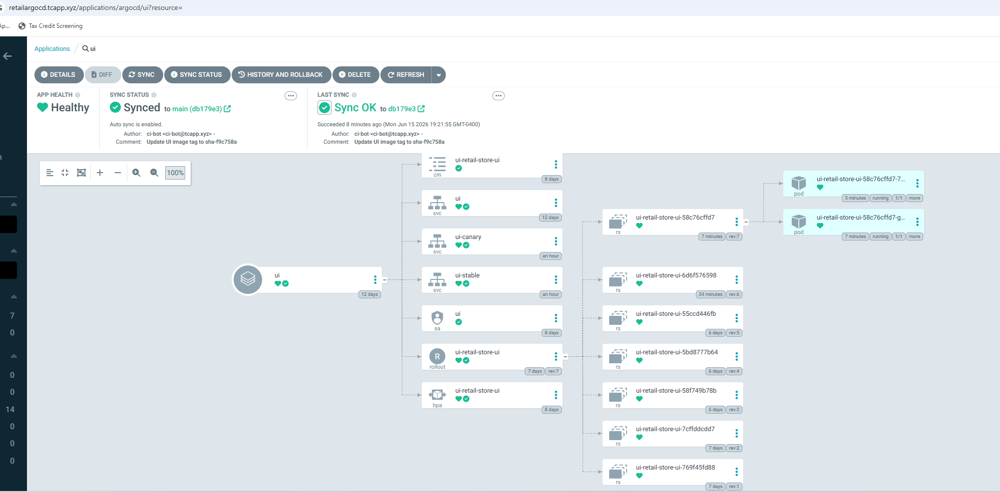 retailargocd.tcapp.xyz/applications/argocd/ui?resource=
Ap... Tax Credit Screening
Applications / ui
DETAILS DIFF SYNC SYNC STATUS HISTORY AND ROLLBACK DELETE REFRESH
APP HEALTH
Healthy
SYNC STATUS
Synced to main (db179e3)
Auto sync is enabled.
Author: ci-bot <ci-bot@tcapp.xyz> -
Comment: Update UI image tag to sha-f9c758a
LAST SYNC
Sync OK to db179e3
Succeeded 8 minutes ago (Mon Jun 15 2026 19:21:55 GMT-0400)
Author: ci-bot <ci-bot@tcapp.xyz> -
Comment: Update UI image tag to sha-f9c758a
7
0
0
0
14
0
0
0
100%
ui
12 days
ui-retail-store-ui
cm
8 days
ui
svc
12 days
ui-canary
svc
an hour
ui-stable
svc
an hour
ui
sa
8 days
R
ui-retail-store-ui
rollout
7 days rev:7
ui-retail-store-ui
hpa
8 days
ui-retail-store-ui-58c76cffd7
rs
7 minutes rev:7
ui-retail-store-ui-6d6f576598
rs
34 minutes rev:6
ui-retail-store-ui-55ccd446fb
rs
6 days rev:5
ui-retail-store-ui-5bd8777b64
rs
6 days rev:4
ui-retail-store-ui-58f749b78b
rs
6 days rev:3
ui-retail-store-ui-7cffddcdd7
rs
7 days rev:2
ui-retail-store-ui-769f45fd88
rs
7 days rev:1
ui-retail-store-ui-58c76cffd7-7...
pod
5 minutes running 1/1 more
ui-retail-store-ui-58c76cffd7-g...
pod
7 minutes running 1/1 more